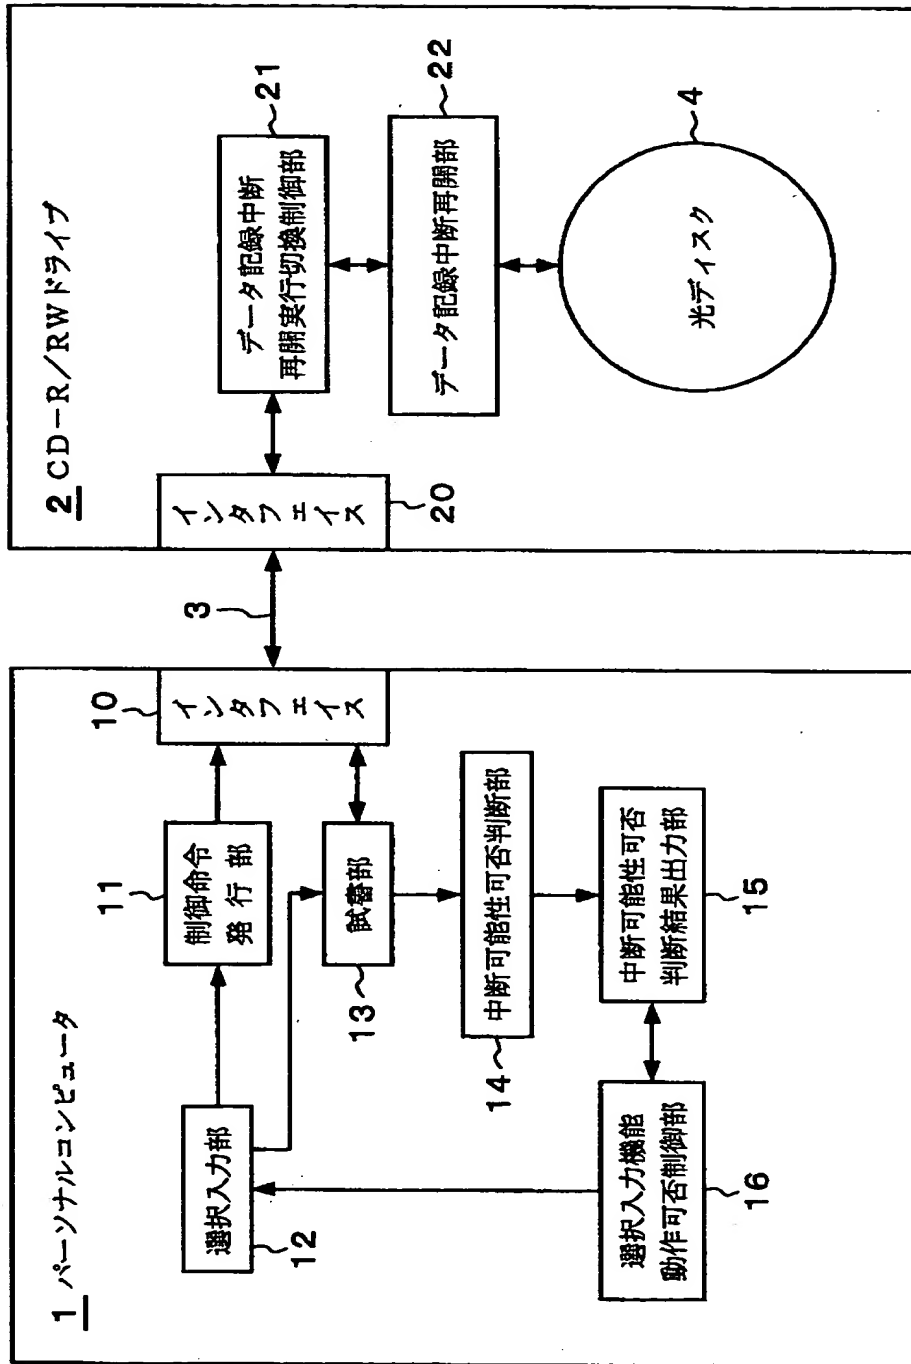 1 パーソナルコンピュータ
選択入力部
12
制御命令
発行部
11
インタフェイス
10
試書部
13
中断可能性可否判断部
14
中断可能性可否
判断結果出力部
15
選択入力機能
動作可否制御部
16
3
2 CD-R/RWドライブ
インタフェイス
20
データ記録中断
再開実行切換制御部
21
データ記録中断再開部
22
光ディスク
4